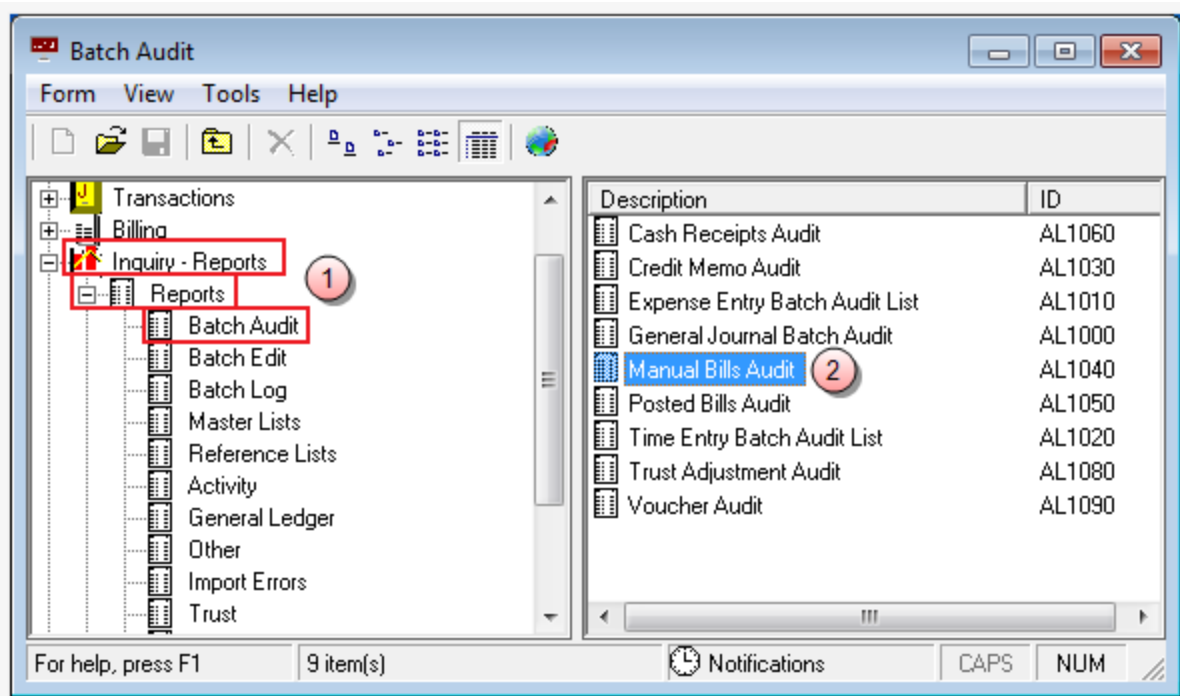 Batch Audit
Form View Tools Help
Transactions
Billing
Inquiry - Reports
1
Reports
Batch Audit
Batch Edit
Batch Log
Master Lists
Reference Lists
Activity
General Ledger
Other
Import Errors
Trust
Description ID
Cash Receipts Audit AL1060
Credit Memo Audit AL1030
Expense Entry Batch Audit List AL1010
General Journal Batch Audit AL1000
Manual Bills Audit 2 AL1040
Posted Bills Audit AL1050
Time Entry Batch Audit List AL1020
Trust Adjustment Audit AL1080
Voucher Audit AL1090
For help, press F1 9 item(s) Notifications CAPS NUM